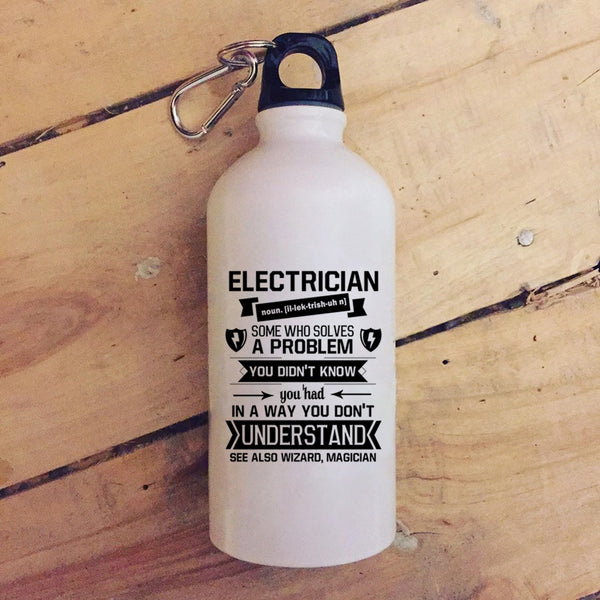 ELECTRICIAN
noun. [il-lek-trish-uh n]
SOME WHO SOLVES
A PROBLEM
YOU DIDN'T KNOW
you had
IN A WAY YOU DON'T
UNDERSTAND
SEE ALSO WIZARD, MAGICIAN